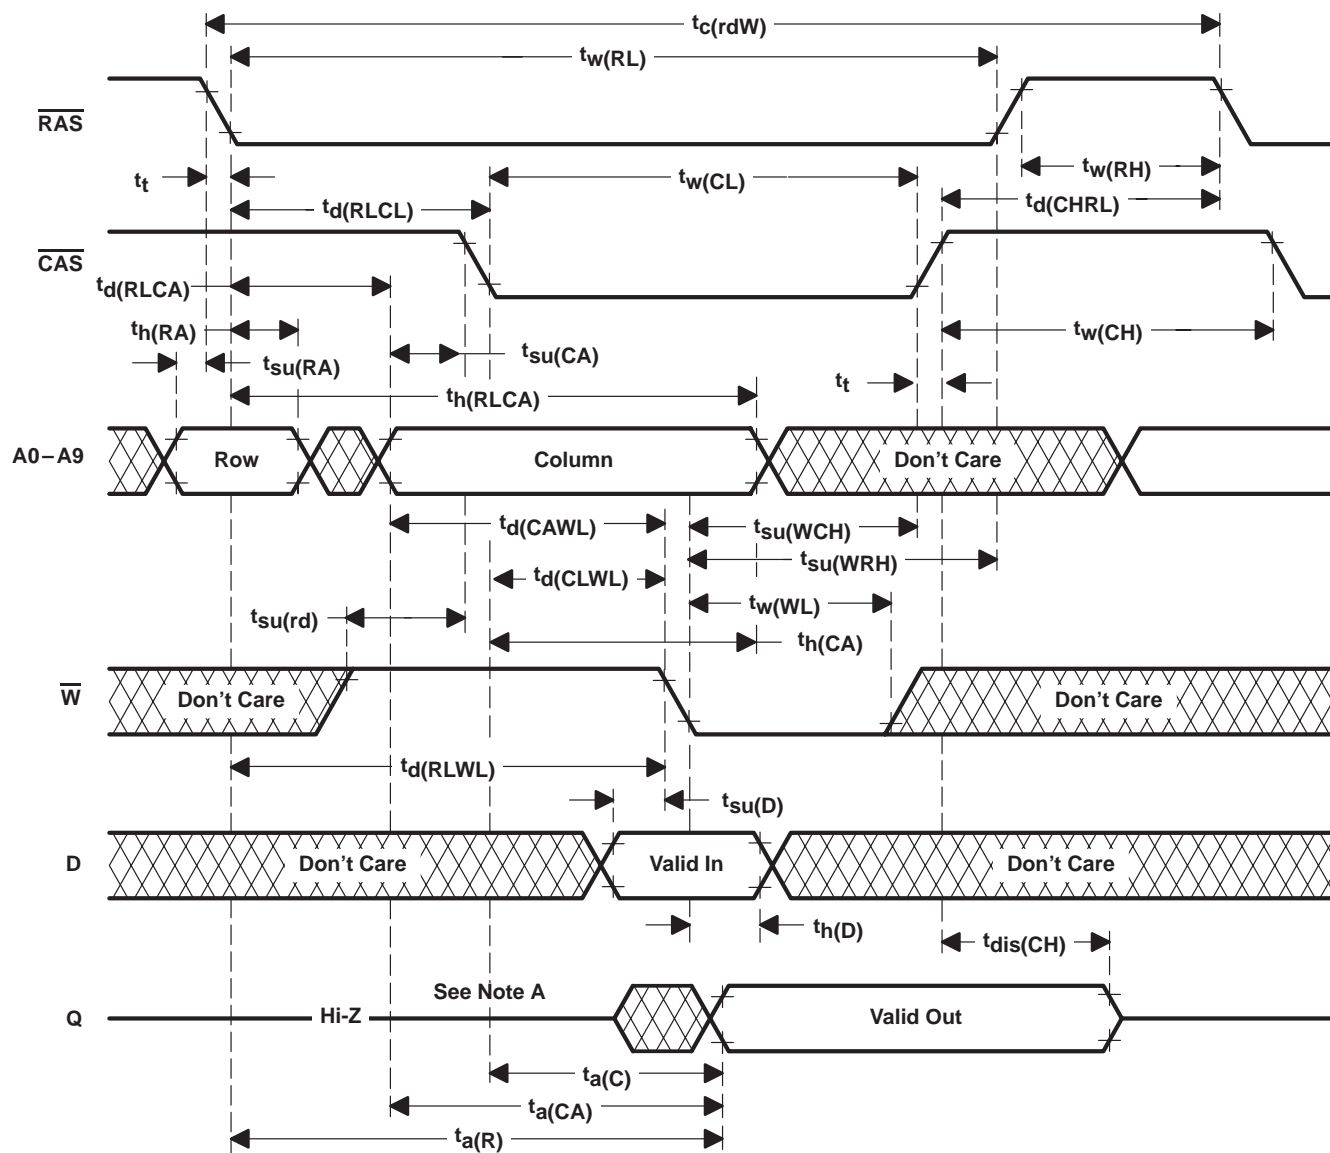 tc(rdW)
tw(RL)
RAS
tt
tw(CL)
tw(RH)
td(RLCL)
td(CHRL)
CAS
td(RLCA)
th(RA)
tsu(RA)
tsu(CA)
tw(CH)
th(RLCA)
tt
A0–A9
Row
Column
Don't Care
td(CAWL)
tsu(WCH)
tsu(WRH)
td(CLWL)
tw(WL)
tsu(rd)
th(CA)
W
Don't Care
Don't Care
td(RLWL)
tsu(D)
D
Don't Care
Valid In
Don't Care
th(D)
tdis(CH)
See Note A
Q
Hi-Z
Valid Out
ta(C)
ta(CA)
ta(R)